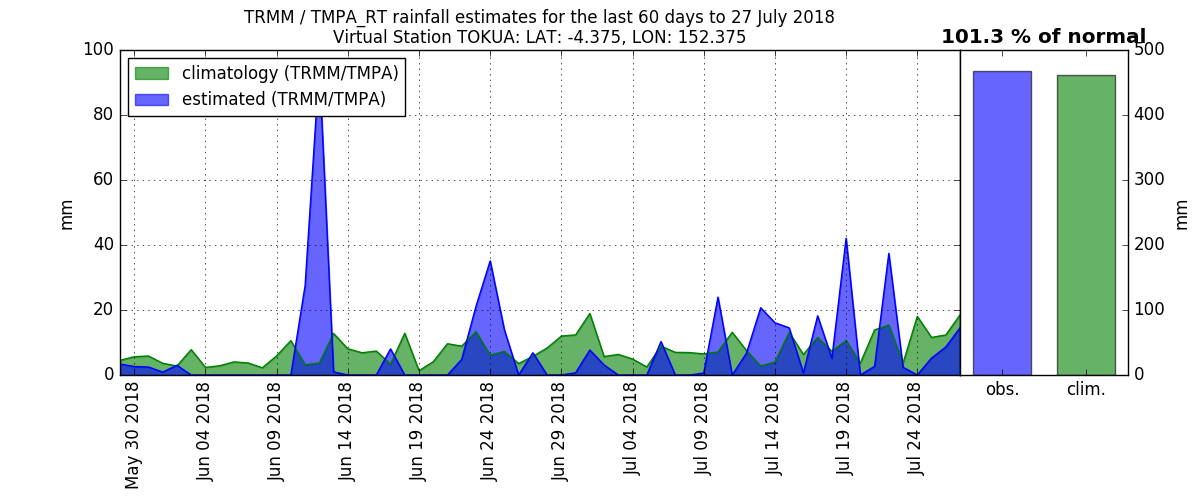 TRMM / TMPA_RT rainfall estimates for the last 60 days to 27 July 2018
Virtual Station TOKUA: LAT: -4.375, LON: 152.375
101.3 % of normal
climatology (TRMM/TMPA)
estimated (TRMM/TMPA)
100
80
60
40
20
0
mm
500
400
300
200
100
0
mm
May 30 2018
Jun 04 2018
Jun 09 2018
Jun 14 2018
Jun 19 2018
Jun 24 2018
Jun 29 2018
Jul 04 2018
Jul 09 2018
Jul 14 2018
Jul 19 2018
Jul 24 2018
obs.
clim.